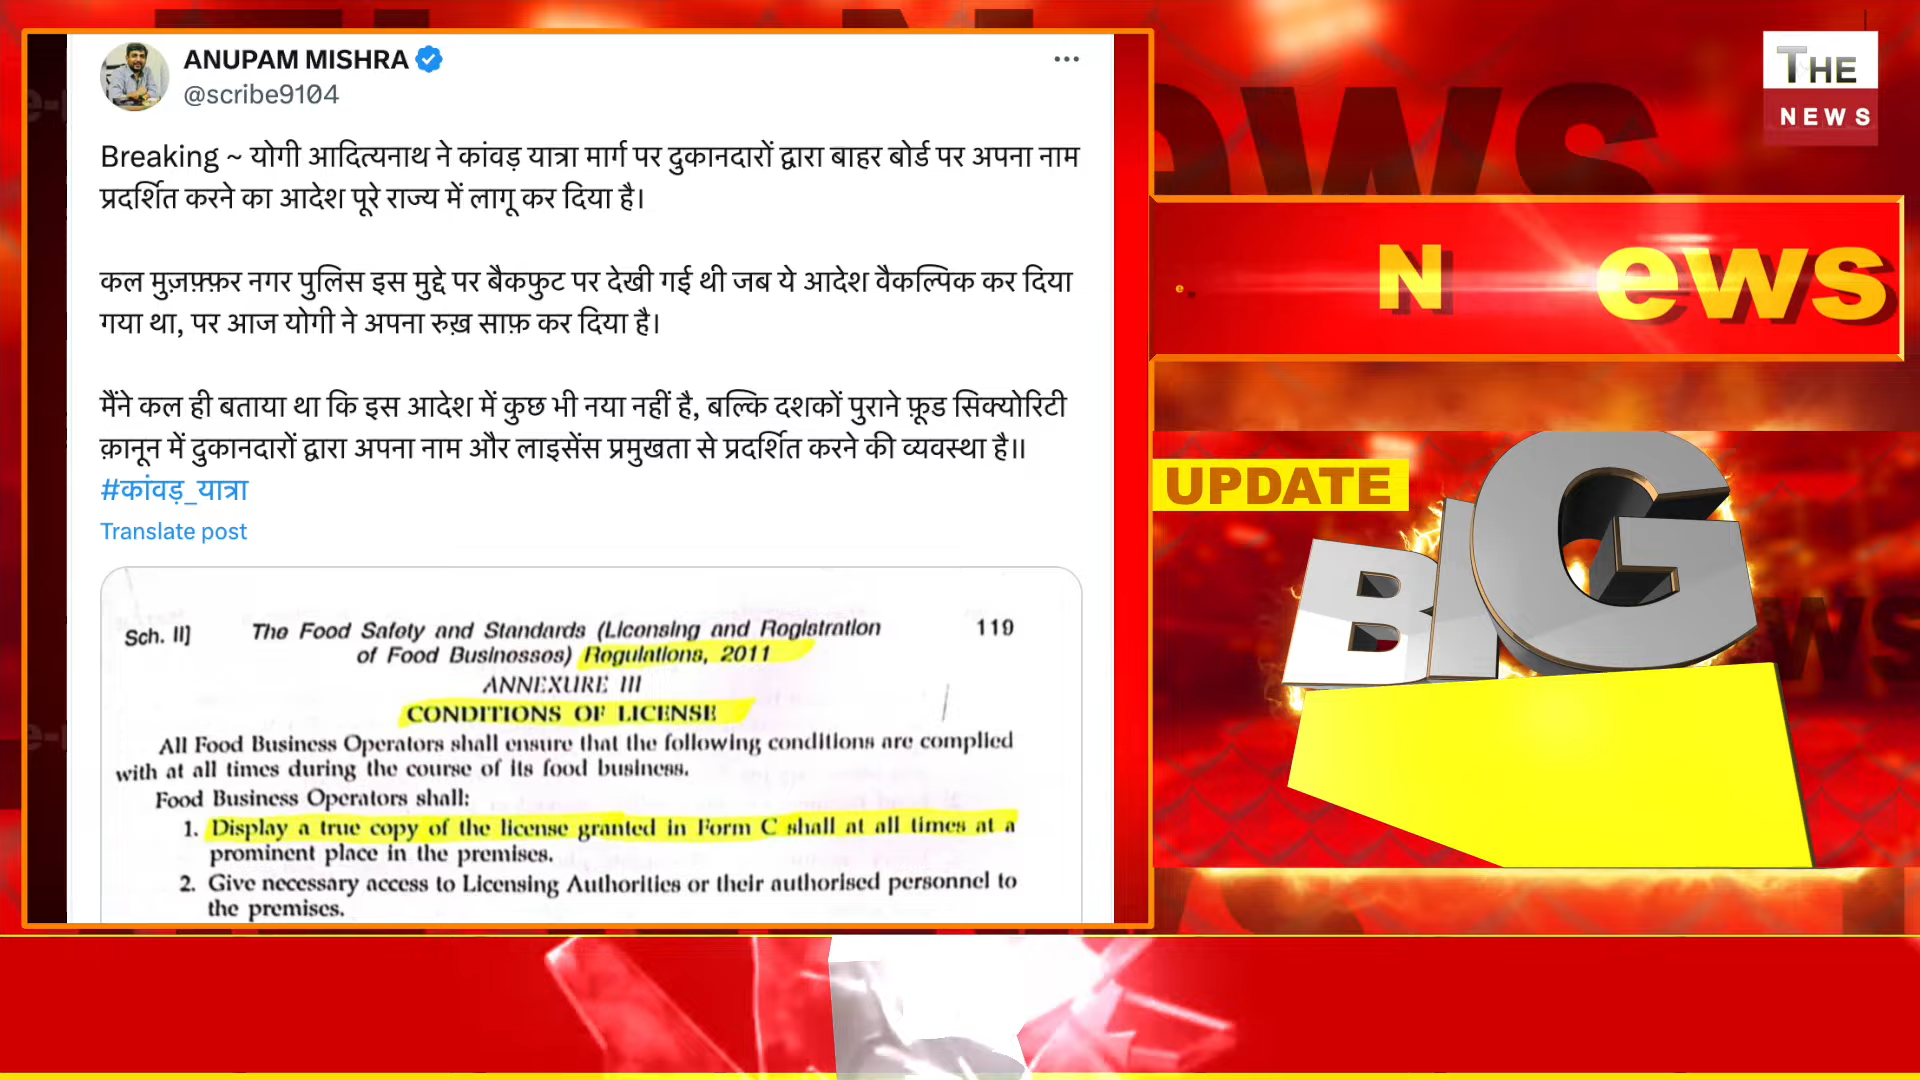 ANUPAM MISHRA
@scribe9104
Breaking ~ योगी आदित्यनाथ ने कांवड़ यात्रा मार्ग पर दुकानदारों द्वारा बाहर बोर्ड पर अपना नाम
प्रदर्शित करने का आदेश पूरे राज्य में लागू कर दिया है।
कल मुज़फ़्फ़र नगर पुलिस इस मुद्दे पर बैकफुट पर देखी गई थी जब ये आदेश वैकल्पिक कर दिया
गया था, पर आज योगी ने अपना रुख़ साफ़ कर दिया है।
मैंने कल ही बताया था कि इस आदेश में कुछ भी नया नहीं है, बल्कि दशकों पुराने फ़ूड सिक्योरिटी
क़ानून में दुकानदारों द्वारा अपना नाम और लाइसेंस प्रमुखता से प्रदर्शित करने की व्यवस्था है॥
#कांवड़_यात्रा
Translate post
Sch. II] The Food Safety and Standards (Licensing and Registration 119
of Food Businesses) Regulations, 2011
ANNEXURE III
CONDITIONS OF LICENSE
All Food Business Operators shall ensure that the following conditions are complied
with at all times during the course of its food business.
Food Business Operators shall:
1. Display a true copy of the license granted in Form C shall at all times at a
prominent place in the premises.
2. Give necessary access to Licensing Authorities or their authorised personnel to
the premises.
THE
NEWS
ews
N ews
UPDATE
BIG